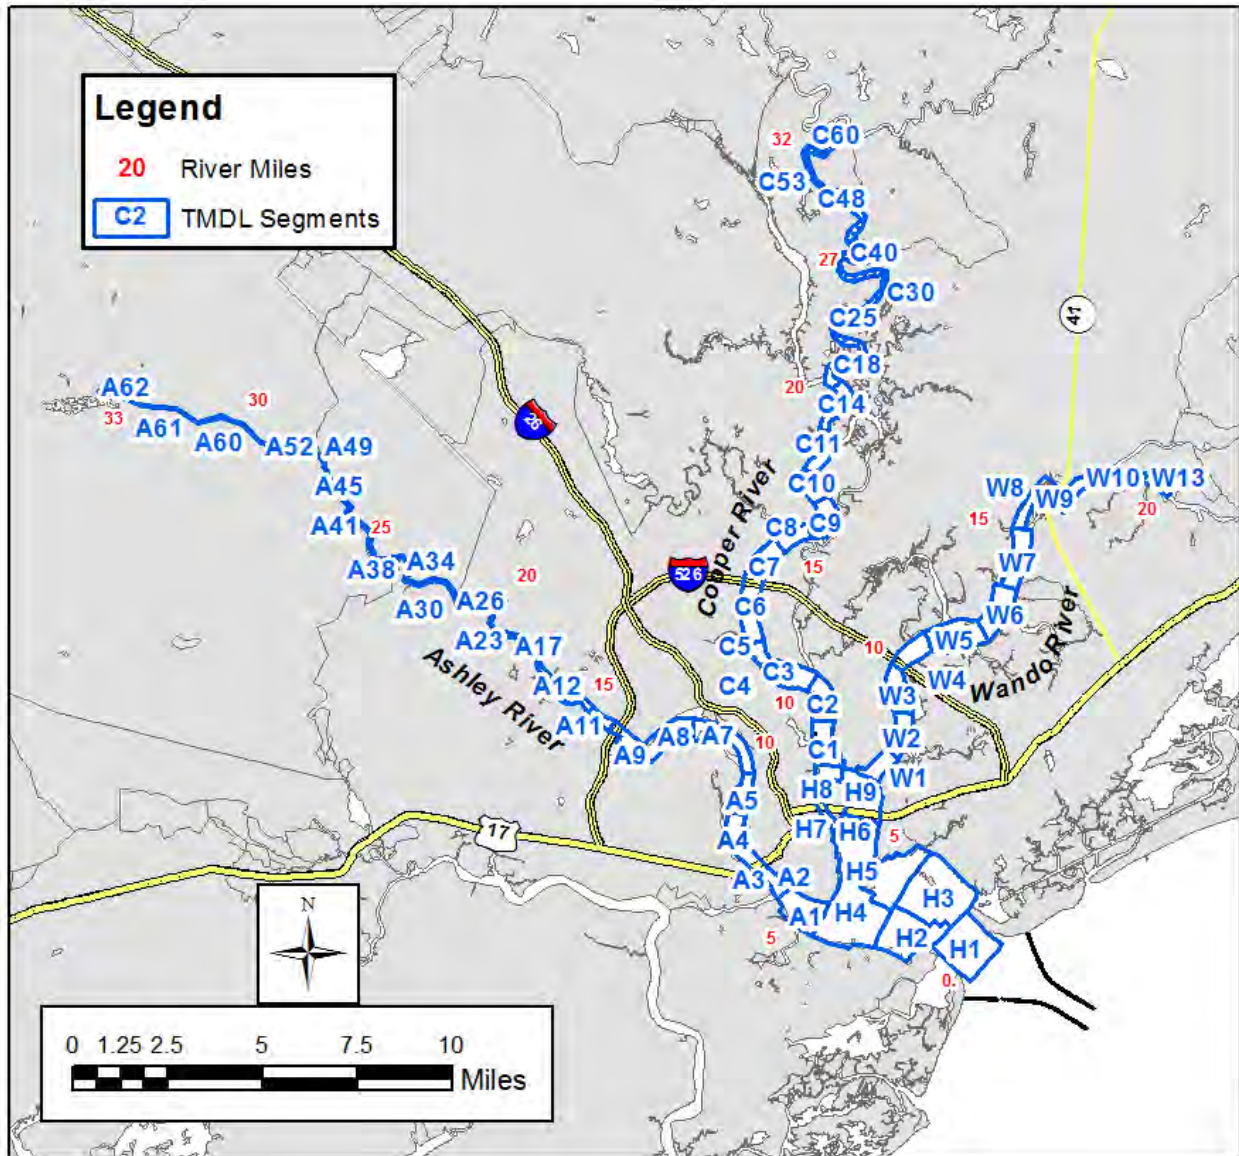 Legend
20 River Miles
C2 TMDL Segments
32
C60
C53
C48
27
C40
C30
C25
41
C18
20
C14
C11
C10
C9
C8
C7
15
C6
C5
C4
C3
10
C2
C1
Cooper River
26
526
A62
33
A61
30
A60
A52
A49
A45
A41
25
A38
A34
A30
20
A26
A23
A17
A12
15
A11
A9
A8
A7
10
A5
A4
A3
A2
A1
5
Ashley River
17
W8
W9
W10
W13
15
20
W7
W6
W5
10
W4
W3
W2
W1
Wando River
H8
H9
H7
H6
5
H5
H4
H3
H2
H1
0.
N
0 1.25 2.5 5 7.5 10
Miles